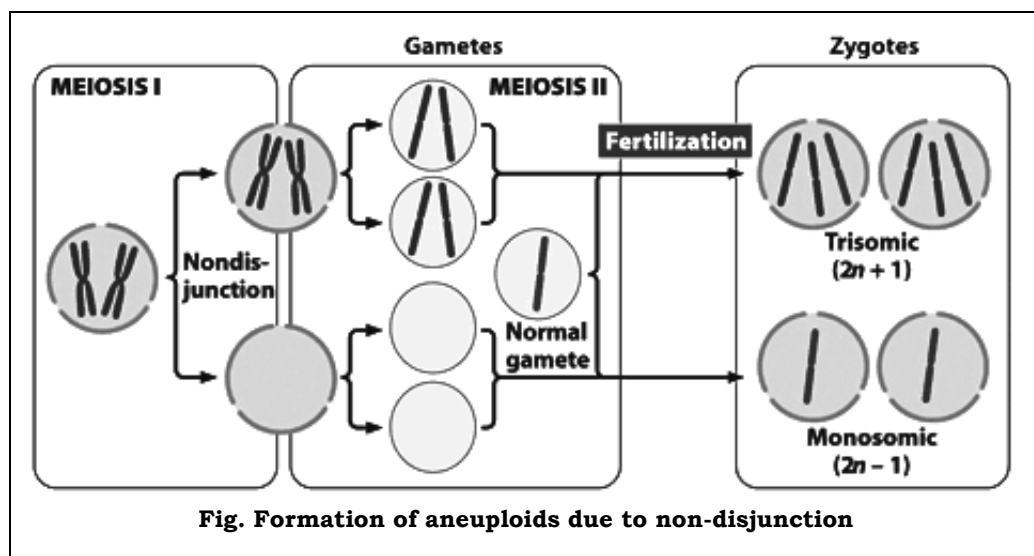 Gametes
Zygotes
MEIOSIS I
MEIOSIS II
Fertilization
Nondis-
junction
Normal
gamete
Trisomic
(2n + 1)
Monosomic
(2n – 1)
Fig. Formation of aneuploids due to non-disjunction